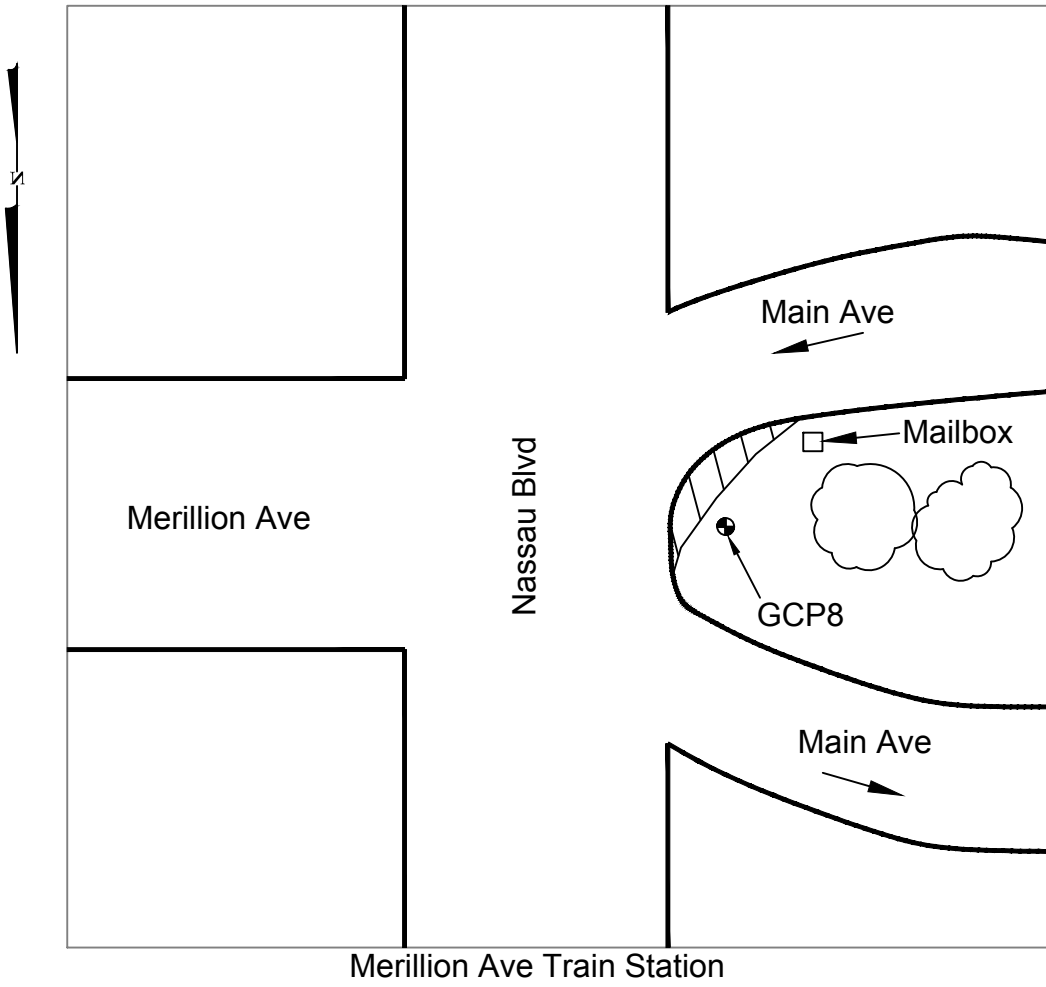 Main Ave
N
Mailbox
Nassau Blvd
Merillion Ave
GCP8
Main Ave
Merillion Ave Train Station